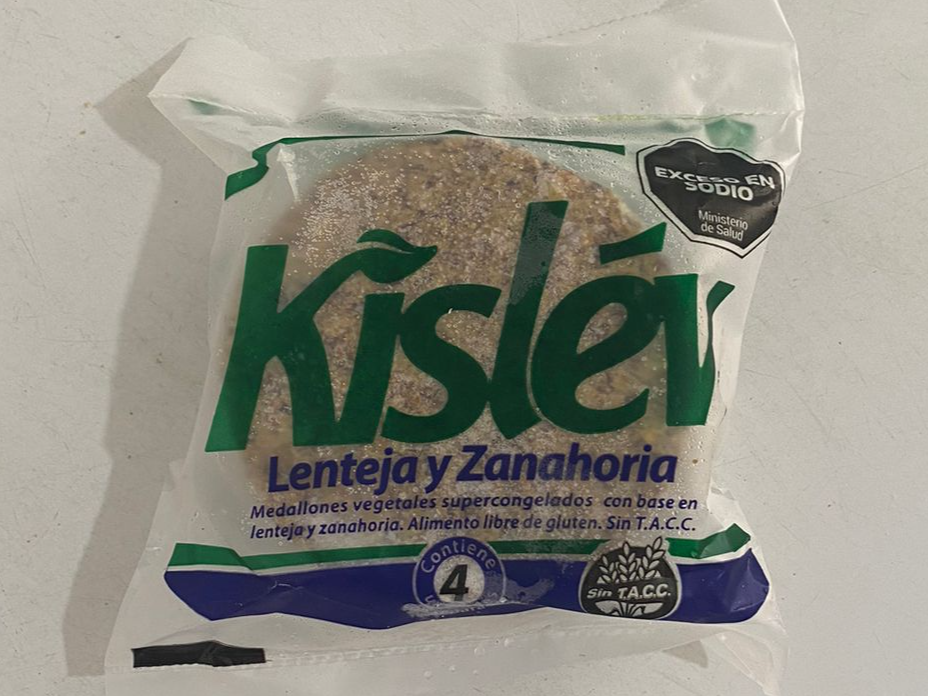 EXCESO EN
SODIO
Ministerio
de Salud
Kislév
Lenteja y Zanahoria
Medallones vegetales supercongelados con base en
lenteja y zanahoria. Alimento libre de gluten. Sin T.A.C.C.
Contiene
4
Sin T.A.C.C.